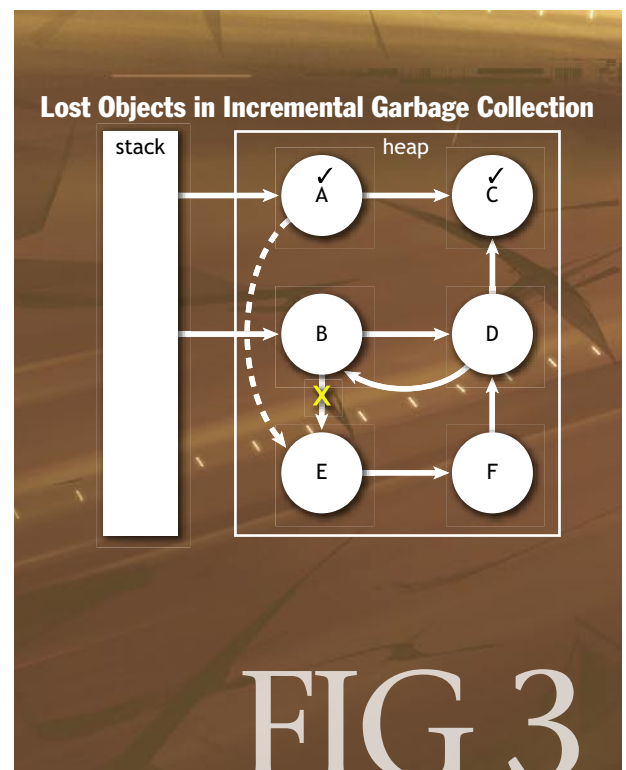 Lost Objects in Incremental Garbage Collection
stack
heap
✓ ✓
A
C
B
D
X
E
F
FIG 3